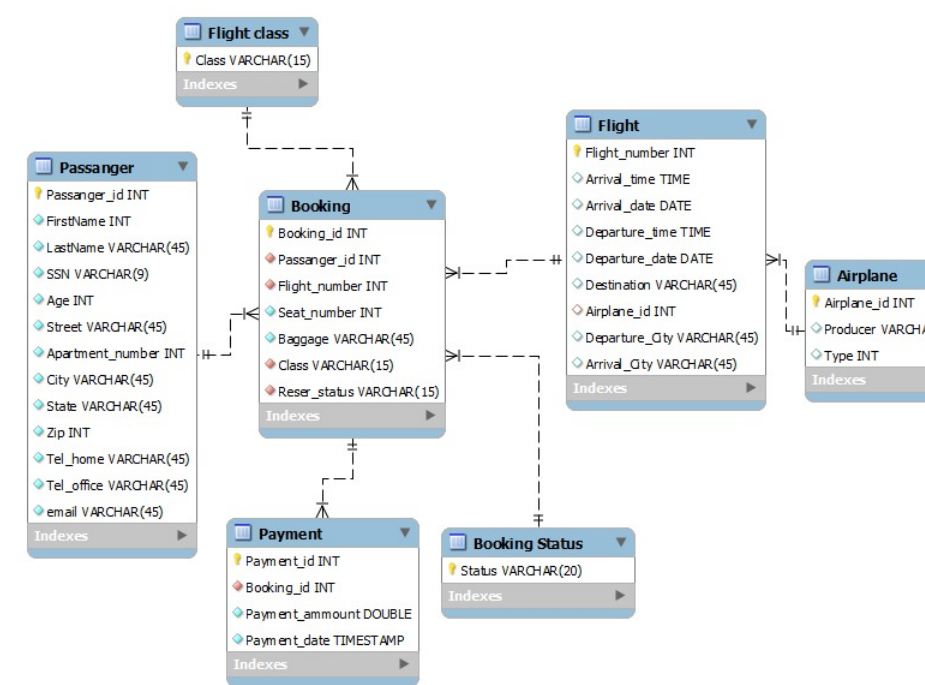 Flight class
Class VARCHAR(15)
Indexes
Passanger
Passanger_id INT
FirstName INT
LastName VARCHAR(45)
SSN VARCHAR(9)
Age INT
Street VARCHAR(45)
Apartment_number INT
City VARCHAR(45)
State VARCHAR(45)
Zip INT
Tel_home VARCHAR(45)
Tel_office VARCHAR(45)
email VARCHAR(45)
Indexes
Booking
Booking_id INT
Passanger_id INT
Flight_number INT
Seat_number INT
Baggage VARCHAR(45)
Class VARCHAR(15)
Reser_status VARCHAR(15)
Indexes
Flight
Flight_number INT
Arrival_time TIME
Arrival_date DATE
Departure_time TIME
Departure_date DATE
Destination VARCHAR(45)
Airplane_id INT
Departure_City VARCHAR(45)
Arrival_City VARCHAR(45)
Indexes
Airplane
Airplane_id INT
Producer VARCHA
Type INT
Indexes
Payment
Payment_id INT
Booking_id INT
Payment_ammount DOUBLE
Payment_date TIMESTAMP
Indexes
Booking Status
Status VARCHAR(20)
Indexes